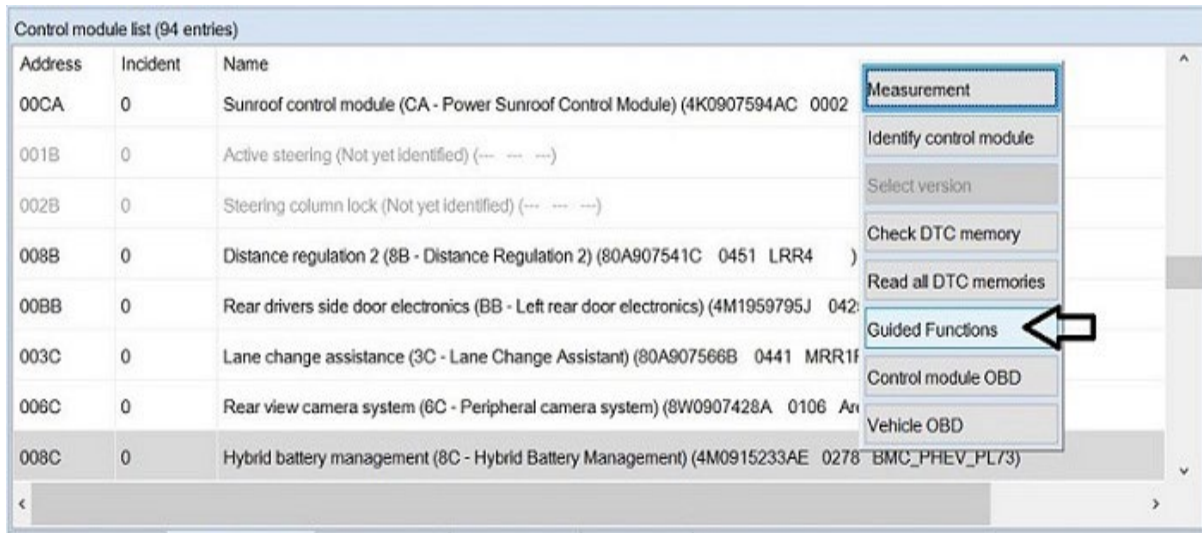 Control module list (94 entries)
Address Incident Name
00CA 0 Sunroof control module (CA - Power Sunroof Control Module) (4K0907594AC 0002
001B 0 Active steering (Not yet identified) (--- --- ---)
002B 0 Steering column lock (Not yet identified) (--- --- ---)
008B 0 Distance regulation 2 (8B - Distance Regulation 2) (80A907541C 0451 LRR4 )
00BB 0 Rear drivers side door electronics (BB - Left rear door electronics) (4M1959795J 042
003C 0 Lane change assistance (3C - Lane Change Assistant) (80A907566B 0441 MRR1
006C 0 Rear view camera system (6C - Peripheral camera system) (8W0907428A 0106
008C 0 Hybrid battery management (8C - Hybrid Battery Management) (4M0915233AE 0278 BMC_PHEV_PL73)
Measurement
Identify control module
Select version
Check DTC memory
Read all DTC memories
Guided Functions
Control module OBD
Vehicle OBD